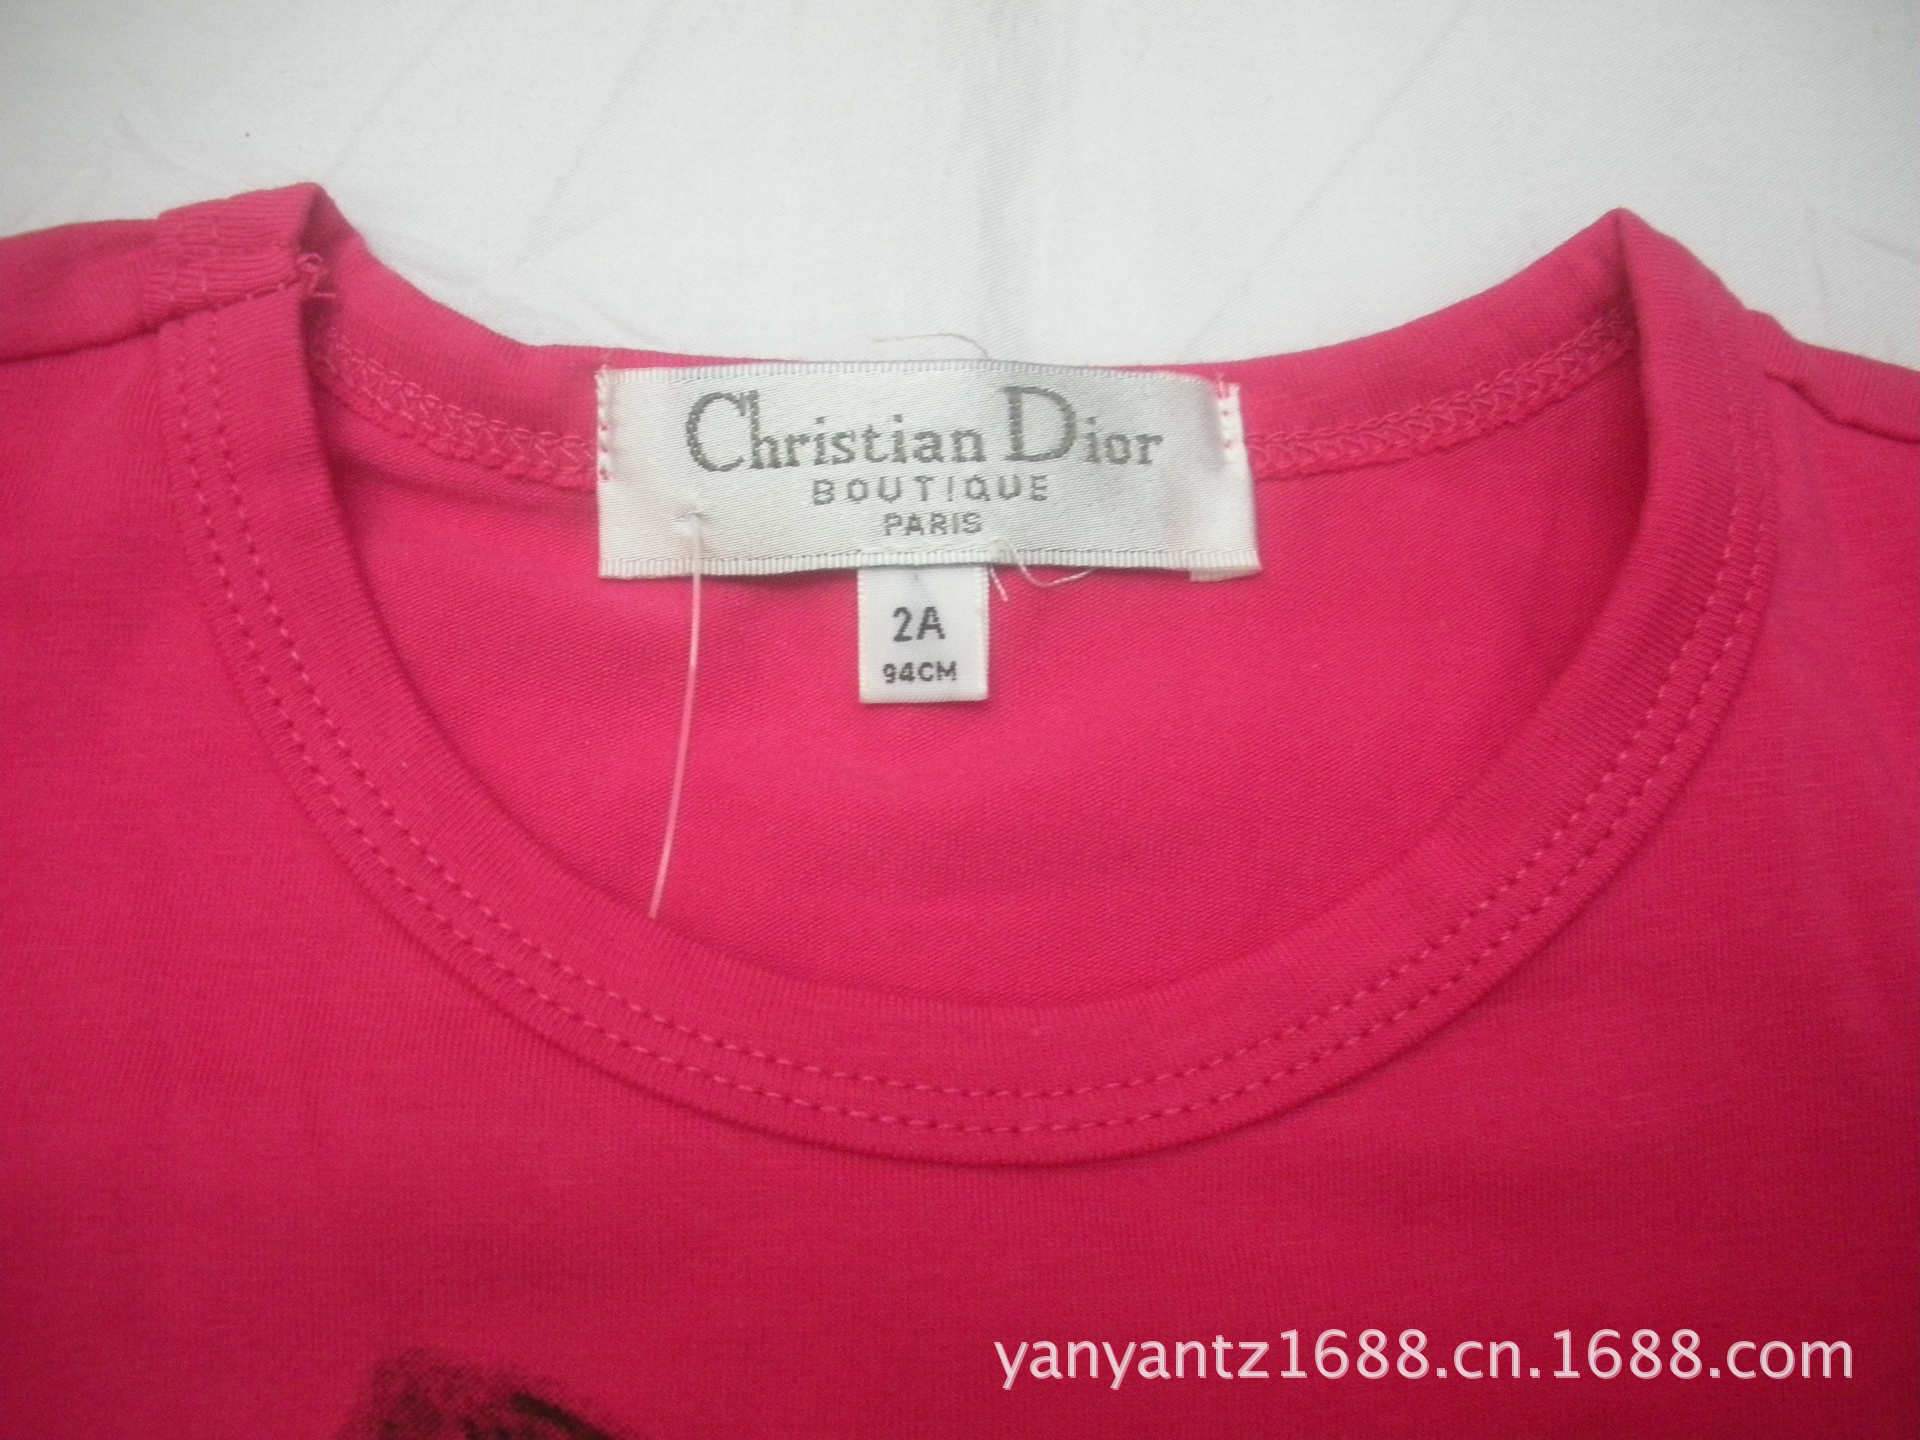 Christian Dior
BOUTIQUE
PARIS
2A
94CM
yanyantz1688.cn.1688.com